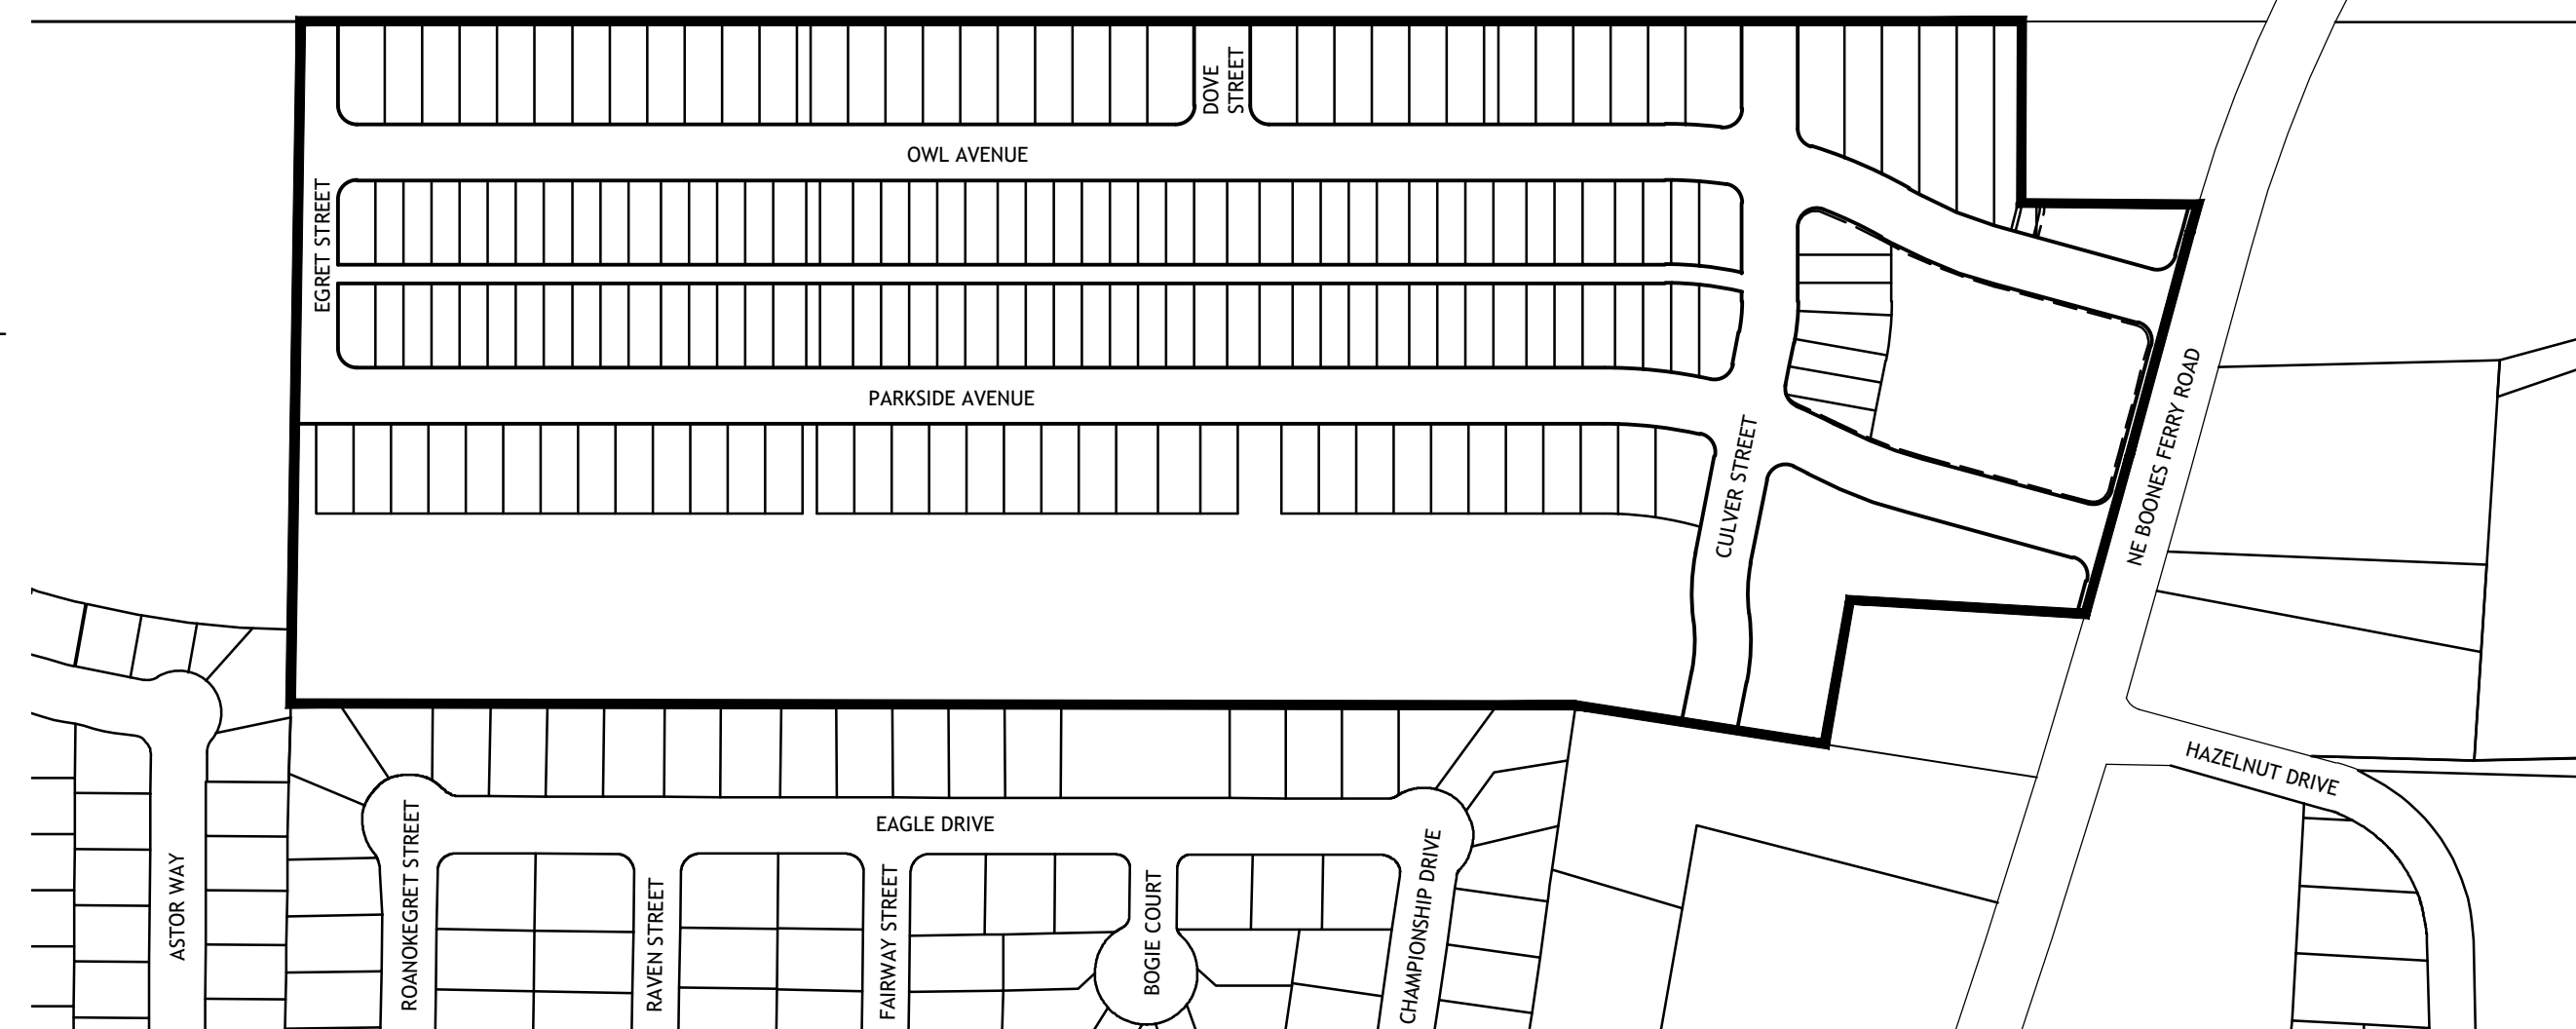 DOVE
STREET
OWL AVENUE
EGRET STREET
PARKSIDE AVENUE
CULVER STREET
NE BOONES FERRY ROAD
HAZELNUT DRIVE
EAGLE DRIVE
ASTOR WAY
ROANOKEGRET STREET
RAVEN STREET
FAIRWAY STREET
BOGIE COURT
CHAMPIONSHIP DRIVE